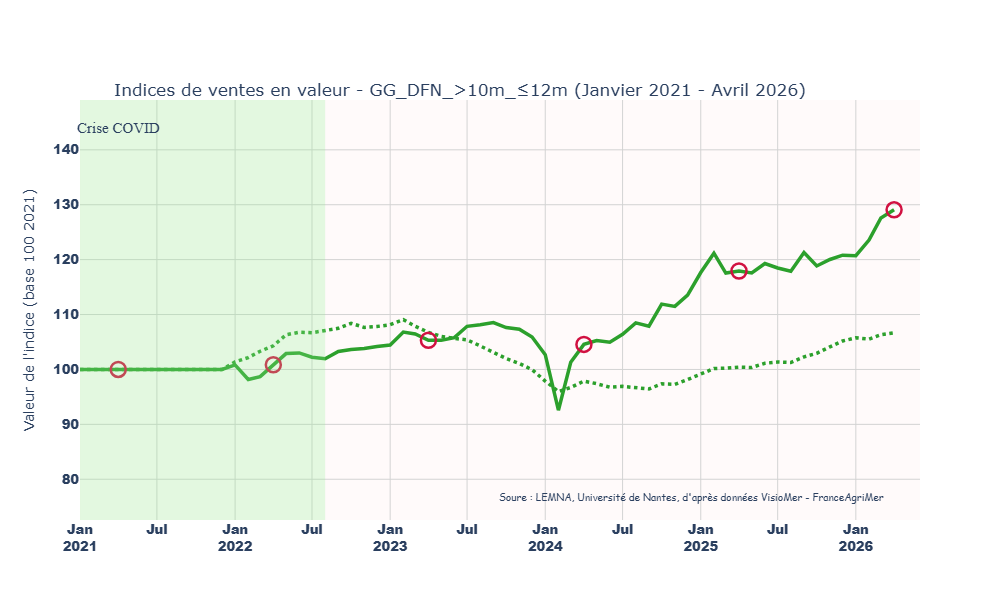 Indices de ventes en valeur - GG_DFN_>10m_≤12m (Janvier 2021 - Avril 2026)
Crise COVID
140
130
120
110
100
90
80
Valeur de l'indice (base 100 2021)
Soure : LEMNA, Université de Nantes, d'après données VisioMer - FranceAgriMer
Jan Jul Jan Jul Jan Jul Jan Jul Jan Jul Jan
2021 2022 2023 2024 2025 2026